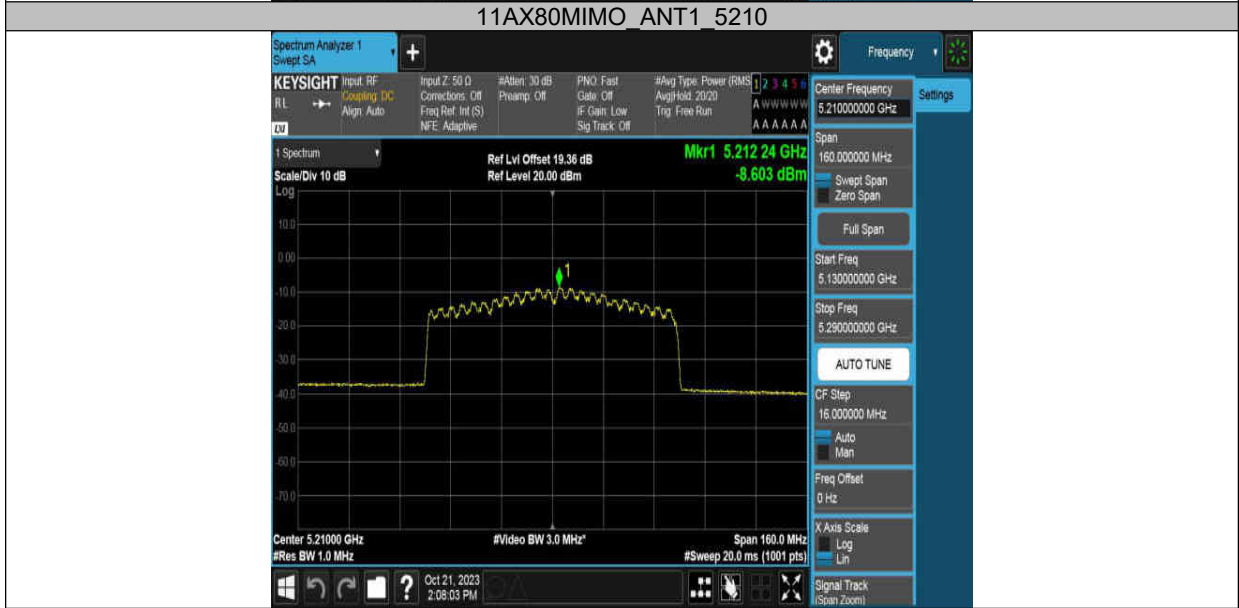 11AX80MIMO_ANT1_5210
Spectrum Analyzer 1
Swept SA
Frequency
KEYSIGHT
RL
Input: RF
Coupling: DC
Align: Auto
Input Z: 50 Ω
Corrections: Off
Freq Ref: Int (S)
NFE: Adaptive
#Atten: 30 dB
Preamp: Off
PNO: Fast
Gate: Off
IF Gain: Low
Sig Track: Off
#Avg Type: Power (RMS
Avg|Hold: 20/20
Trig: Free Run
1 2 3 4 5 6
A W W W W W
A A A A A A
1 Spectrum
Scale/Div 10 dB
Log
Ref Lvl Offset 19.36 dB
Ref Level 20.00 dBm
Mkr1 5.212 24 GHz
-8.603 dBm
10.0
0.00
-10.0
-20.0
-30.0
-40.0
-50.0
-60.0
-70.0
1
Center 5.21000 GHz
#Res BW 1.0 MHz
#Video BW 3.0 MHz*
Span 160.0 MHz
#Sweep 20.0 ms (1001 pts)
Oct 21, 2023
2:08:03 PM
Center Frequency
5.210000000 GHz
Settings
Span
160.000000 MHz
Swept Span
Zero Span
Full Span
Start Freq
5.130000000 GHz
Stop Freq
5.290000000 GHz
AUTO TUNE
CF Step
16.000000 MHz
Auto
Man
Freq Offset
0 Hz
X Axis Scale
Log
Lin
Signal Track
(Span Zoom)